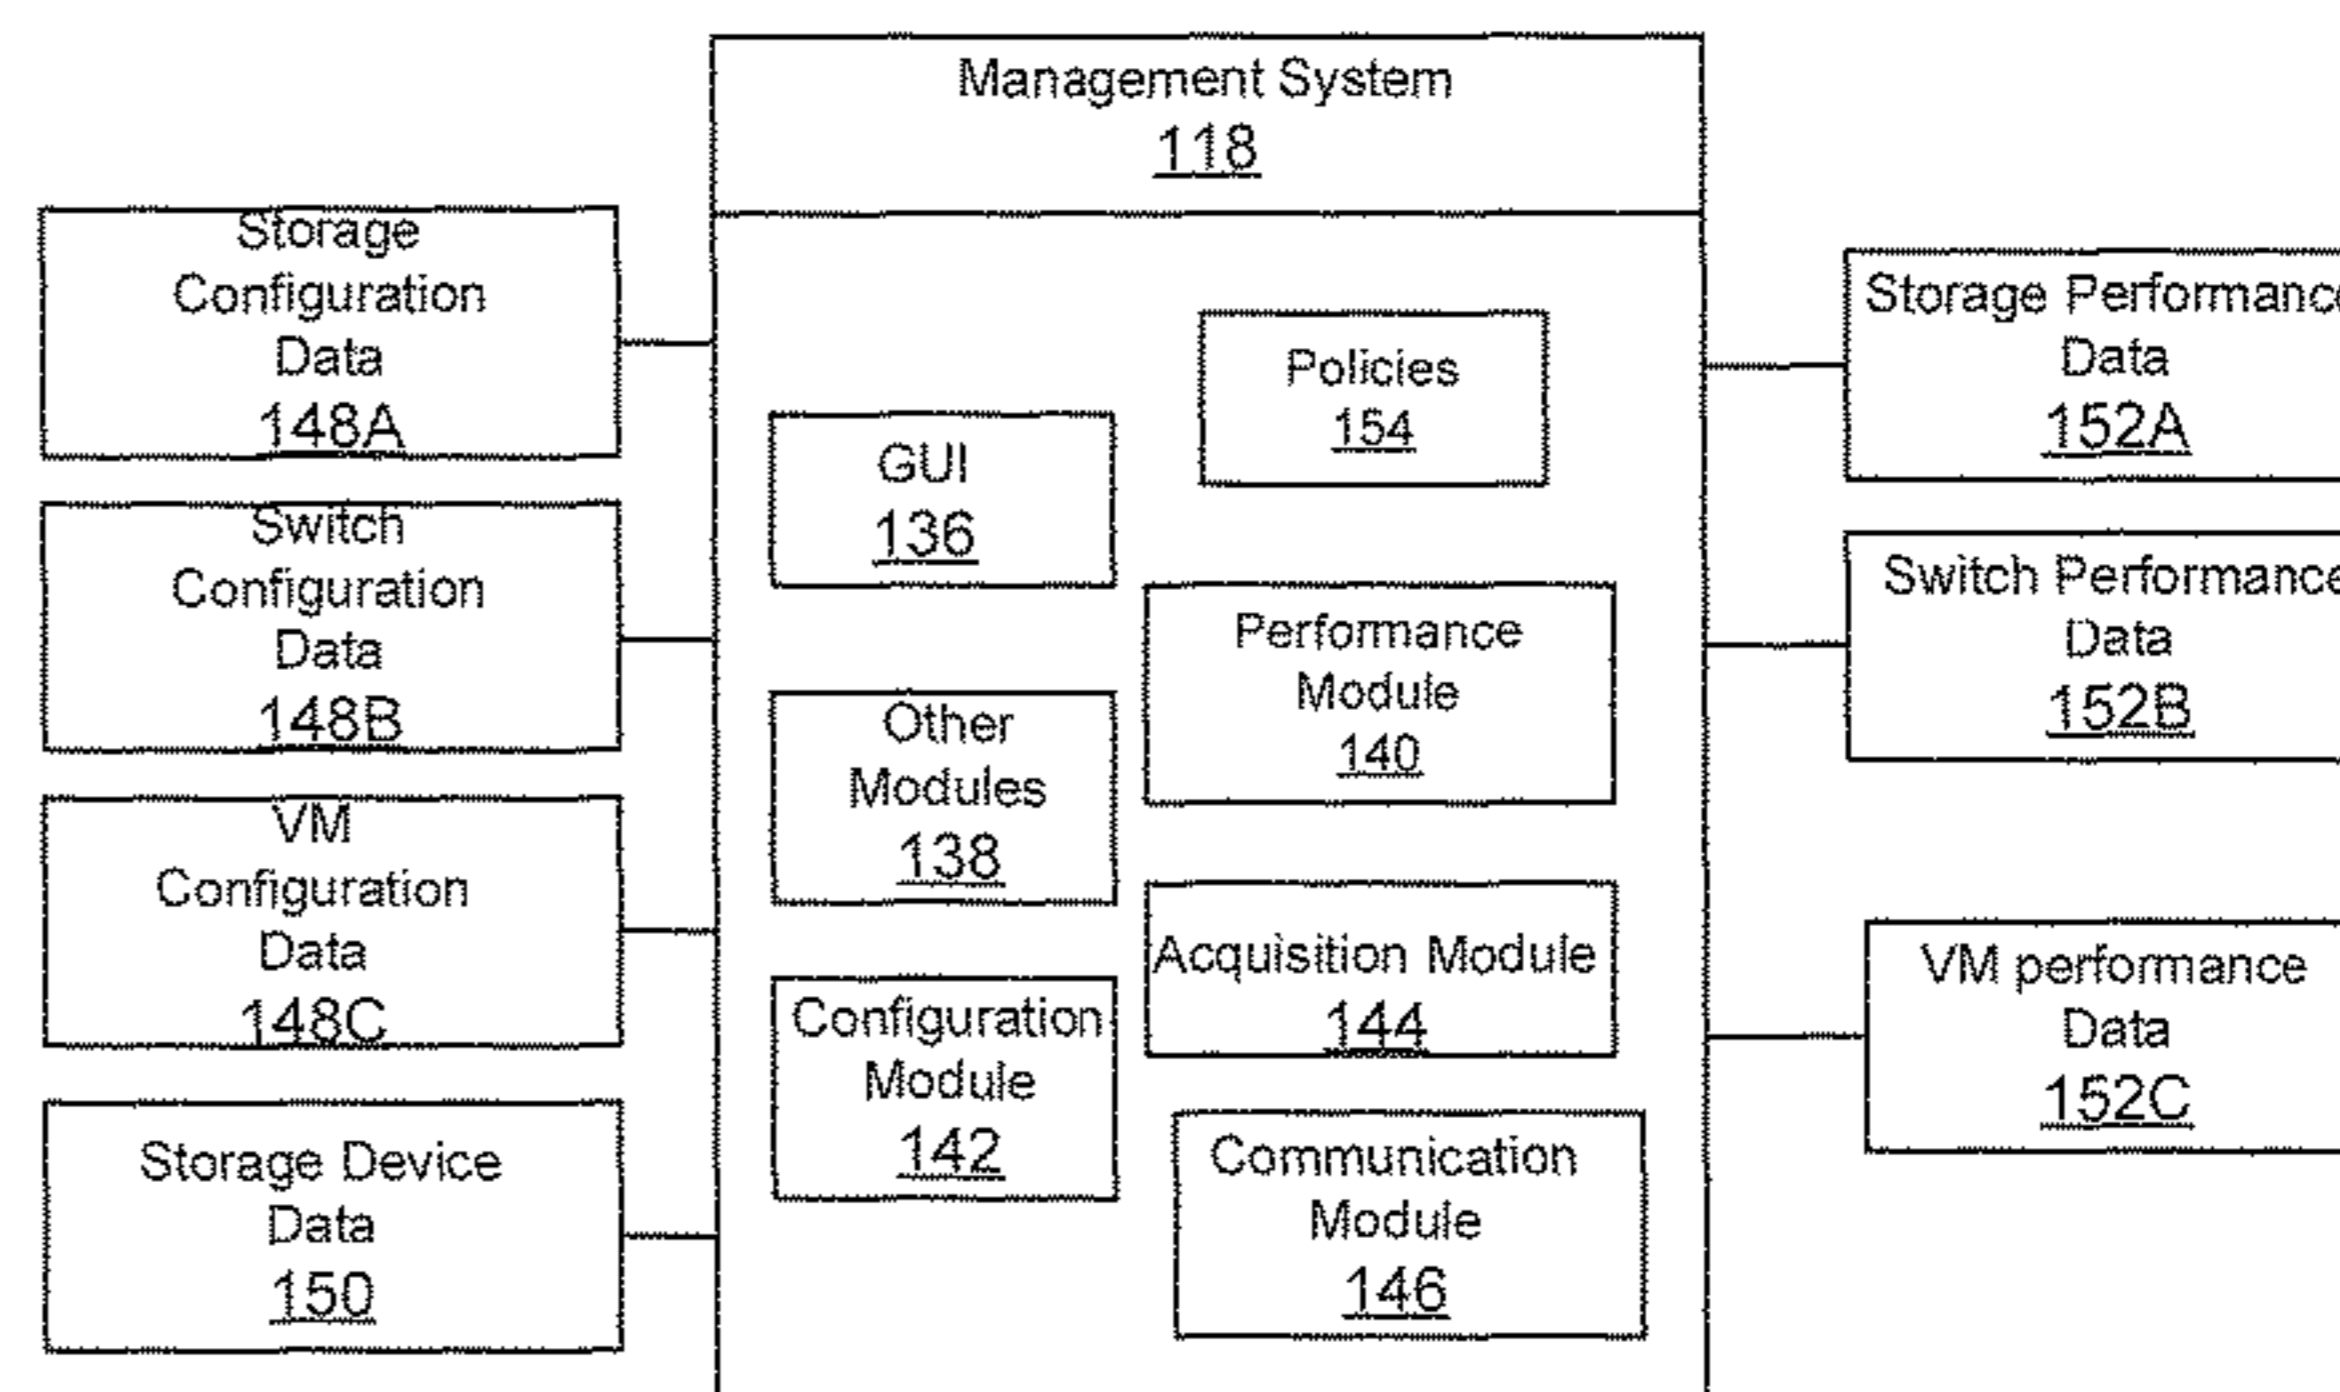 Management System
118
Storage
Configuration
Data
148A
Switch
Configuration
Data
148B
VM
Configuration
Data
148C
Storage Device
Data
150
GUI
136
Other
Modules
138
Configuration
Module
142
Policies
154
Performance
Module
140
Acquisition Module
144
Communication
Module
146
Storage Performance
Data
152A
Switch Performance
Data
152B
VM performance
Data
152C